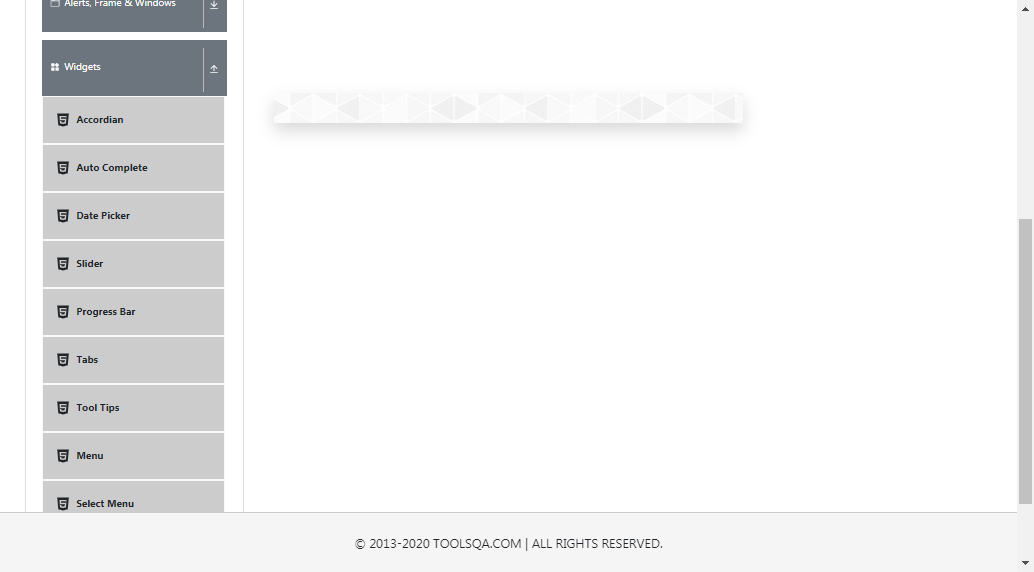 Alerts, Frame & Windows
Widgets
Accordian
Auto Complete
Date Picker
Slider
Progress Bar
Tabs
Tool Tips
Menu
Select Menu
© 2013-2020 TOOLSQA.COM | ALL RIGHTS RESERVED.